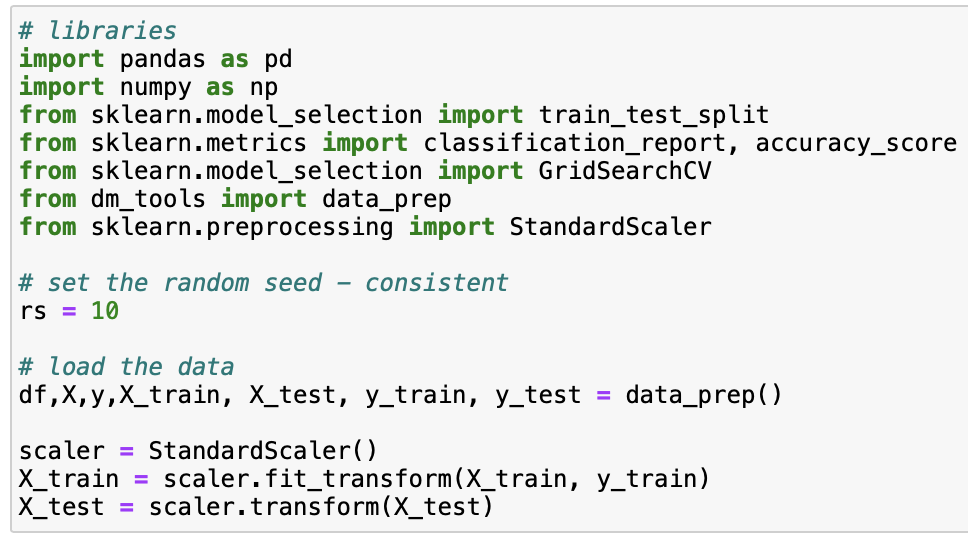 # libraries
import pandas as pd
import numpy as np
from sklearn.model_selection import train_test_split
from sklearn.metrics import classification_report, accuracy_score
from sklearn.model_selection import GridSearchCV
from dm_tools import data_prep
from sklearn.preprocessing import StandardScaler
# set the random seed – consistent
rs = 10
# load the data
df,X,y,X_train, X_test, y_train, y_test = data_prep()
scaler = StandardScaler()
X_train = scaler.fit_transform(X_train, y_train)
X_test = scaler.transform(X_test)